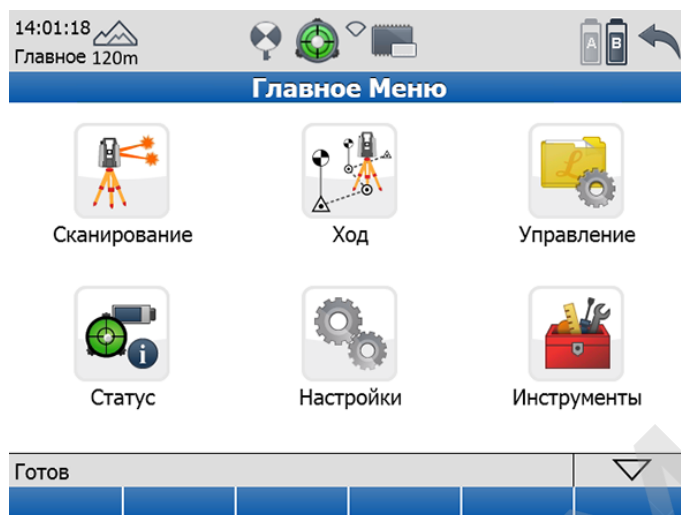 14:01:18
Главное 120m
A B
Главное Меню
Сканирование Ход Управление
Статус Настройки Инструменты
Готов